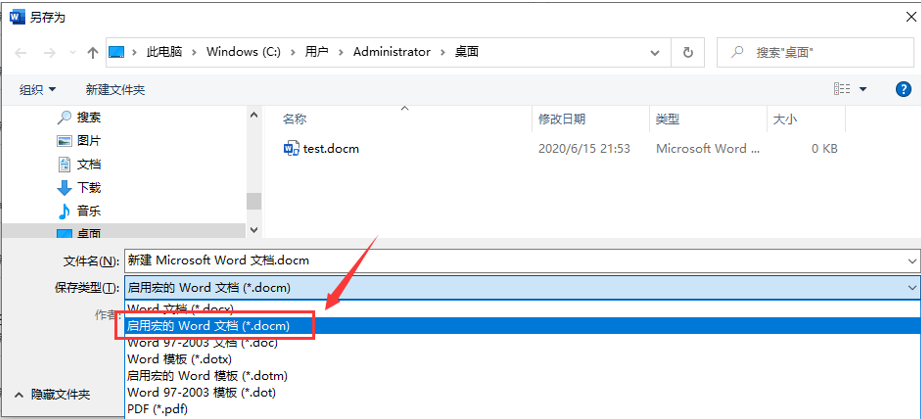 另存为
此电脑 › Windows (C:) › 用户 › Administrator › 桌面
搜索"桌面"
组织 新建文件夹
名称 修改日期 类型 大小
搜索
图片
文档
下载
音乐
桌面
test.docm 2020/6/15 21:53 Microsoft Word ... 0 KB
文件名(N): 新建 Microsoft Word 文档.docm
保存类型(T): 启用宏的 Word 文档 (*.docm)
作者:
Word 文档 (*.docx)
启用宏的 Word 文档 (*.docm)
Word 97-2003 文档 (*.doc)
Word 模板 (*.dotx)
启用宏的 Word 模板 (*.dotm)
Word 97-2003 模板 (*.dot)
PDF (*.pdf)
隐藏文件夹